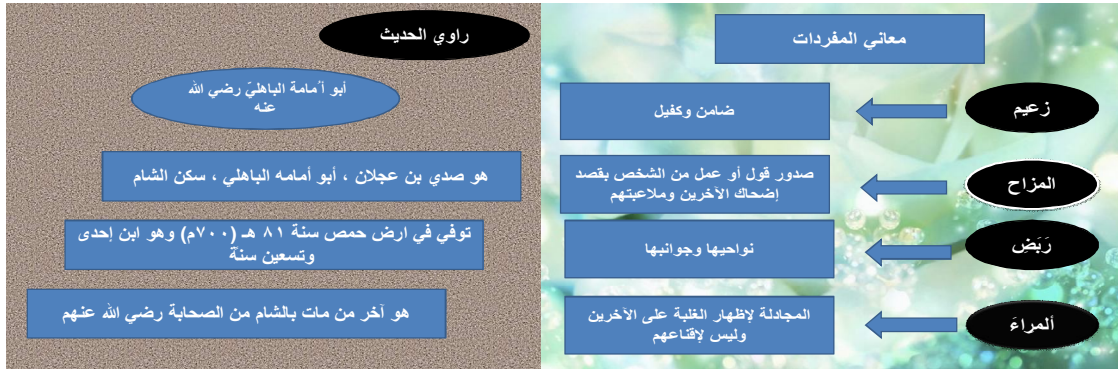 معاني المفردات
زعيم
ضامن وكفيل
المزاح
صدور قول أو عمل من الشخص بقصد
إضحاك الآخرين وملاعبتهم
رَبَضِ
نواحيها وجوانبها
ألمراءَ
المجادلة لإظهار الغلبة على الآخرين
وليس لإقناعهم
راوي الحديث
أبو أُمامة الباهليّ رضي الله
عنه
هو صدي بن عجلان ، أبو أمامه الباهلي ، سكن الشام
توفي في ارض حمص سنة ٨١ هـ (٧٠٠م) وهو ابن إحدى
وتسعين سنة
هو آخر من مات بالشام من الصحابة رضي الله عنهم